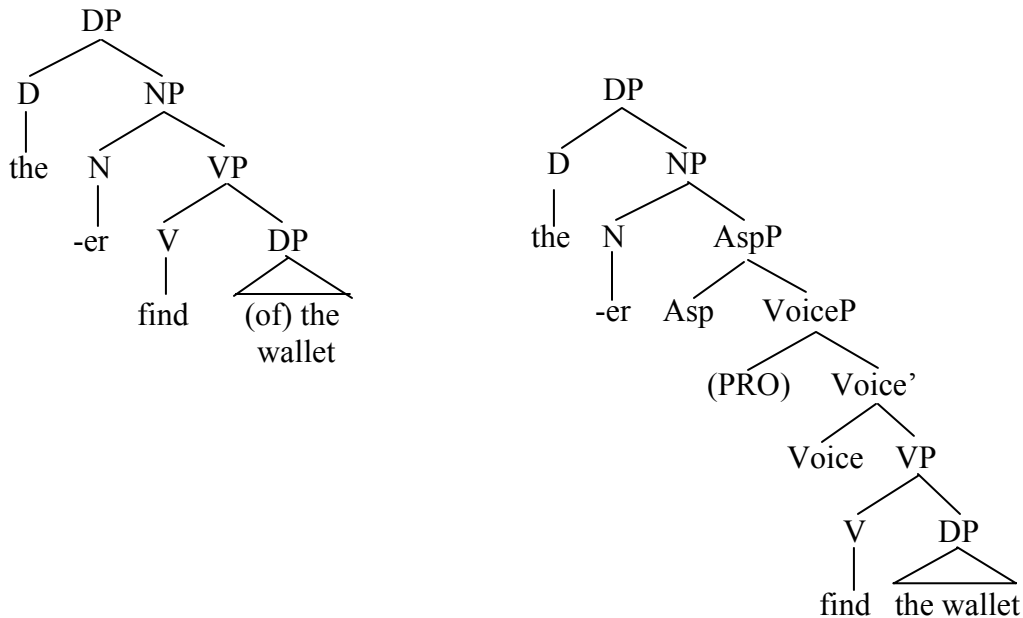 DP
D NP
the N VP
-er V DP
find (of) the
wallet
DP
D NP
the N AspP
-er Asp VoiceP
(PRO) Voice’
Voice VP
V DP
find the wallet